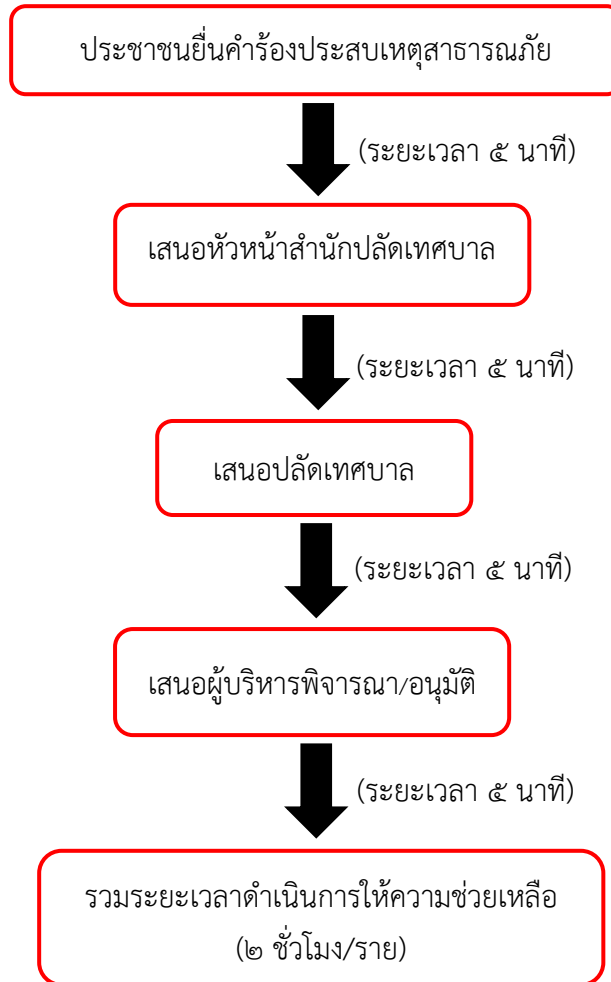 ประชาชนยื่นคำร้องประสบเหตุสาธารณภัย
(ระยะเวลา ๕ นาที)
เสนอหัวหน้าสำนักปลัดเทศบาล
(ระยะเวลา ๕ นาที)
เสนอปลัดเทศบาล
(ระยะเวลา ๕ นาที)
เสนอผู้บริหารพิจารณา/อนุมัติ
(ระยะเวลา ๕ นาที)
รวมระยะเวลาดำเนินการให้ความช่วยเหลือ
(๒ ชั่วโมง/ราย)